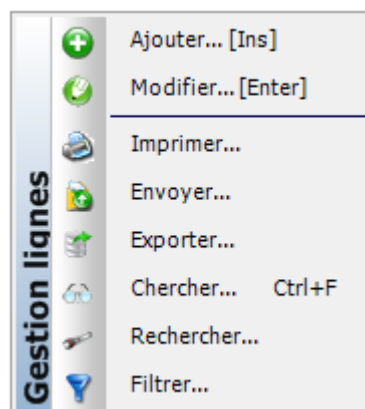 Gestion lignes
Ajouter... [Ins]
Modifier... [Enter]
Imprimer...
Envoyer...
Exporter...
Chercher... Ctrl+F
Rechercher...
Filtrer...